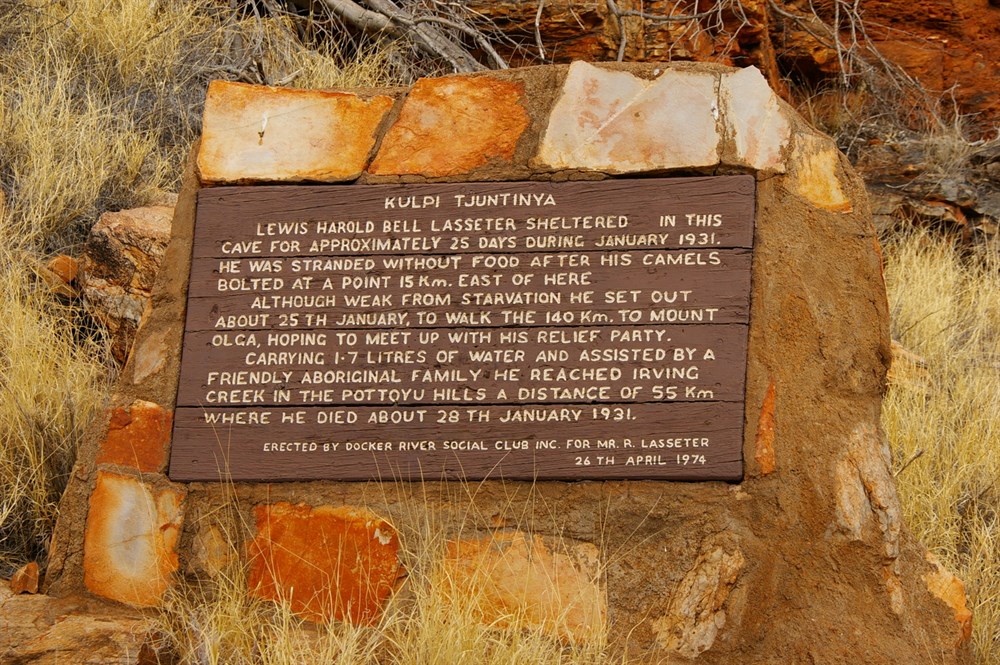 KULPI TJUNTINYA
LEWIS HAROLD BELL LASSETER SHELTERED IN THIS
CAVE FOR APPROXIMATELY 25 DAYS DURING JANUARY 1931.
HE WAS STRANDED WITHOUT FOOD AFTER HIS CAMELS
BOLTED AT A POINT 15 Km. EAST OF HERE
ALTHOUGH WEAK FROM STARVATION HE SET OUT
ABOUT 25 TH JANUARY, TO WALK THE 140 Km. TO MOUNT
OLGA, HOPING TO MEET UP WITH HIS RELIEF PARTY.
CARRYING 1·7 LITRES OF WATER AND ASSISTED BY A
FRIENDLY ABORIGINAL FAMILY HE REACHED IRVING
CREEK IN THE POTTOYU HILLS A DISTANCE OF 55 Km
WHERE HE DIED ABOUT 28 TH JANUARY 1931.
ERECTED BY DOCKER RIVER SOCIAL CLUB INC. FOR MR. R. LASSETER
26 TH APRIL 1974